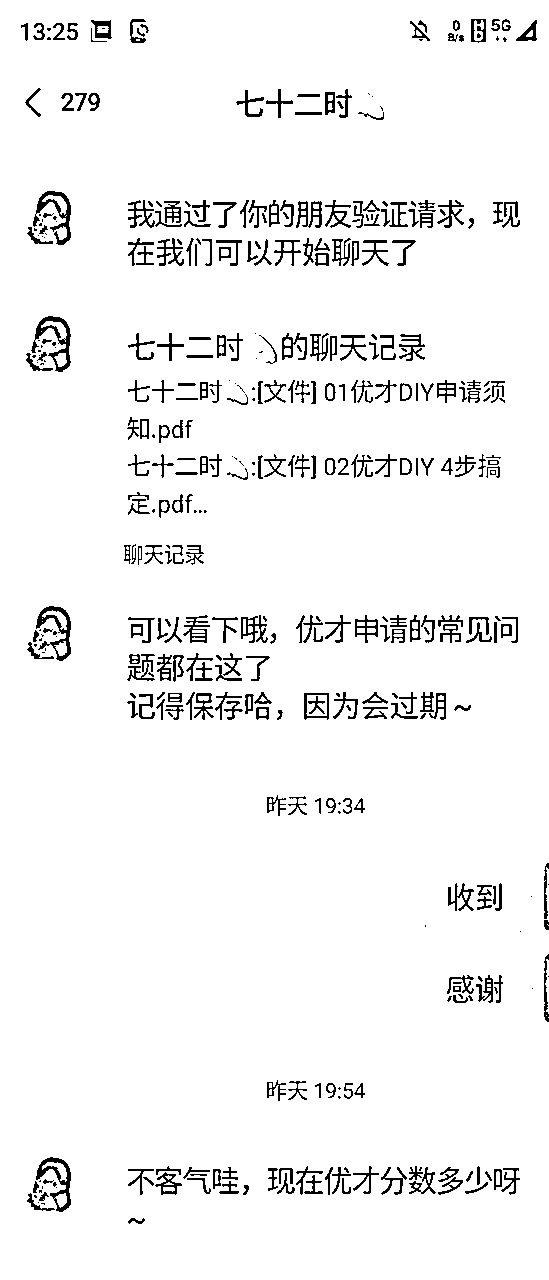 13:25 0 B/s 5G
279 七十二时
我通过了你的朋友验证请求，现
在我们可以开始聊天了
七十二时 的聊天记录
七十二时 :[文件] 01优才DIY申请须
知.pdf
七十二时 :[文件] 02优才DIY 4步搞
定.pdf...
聊天记录
可以看下哦，优才申请的常见问
题都在这了
记得保存哈，因为会过期～
昨天 19:34
收到
感谢
昨天 19:54
不客气哇，现在优才分数多少呀
～